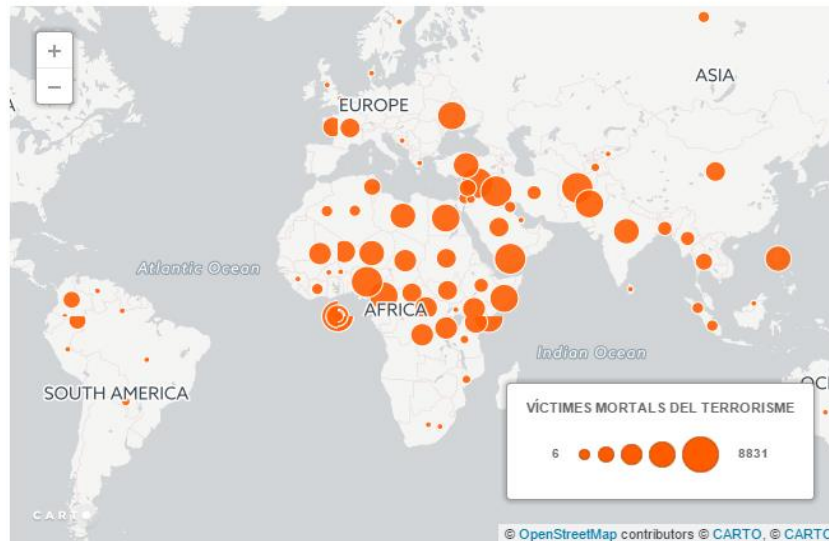 +
−
ASIA
EUROPE
A
Atlantic Ocean
AFRICA
Indian Ocean
SOUTH AMERICA
OC
VÍCTIMES MORTALS DEL TERRORISME
6
8831
CARTO
© OpenStreetMap contributors © CARTO, © CARTO